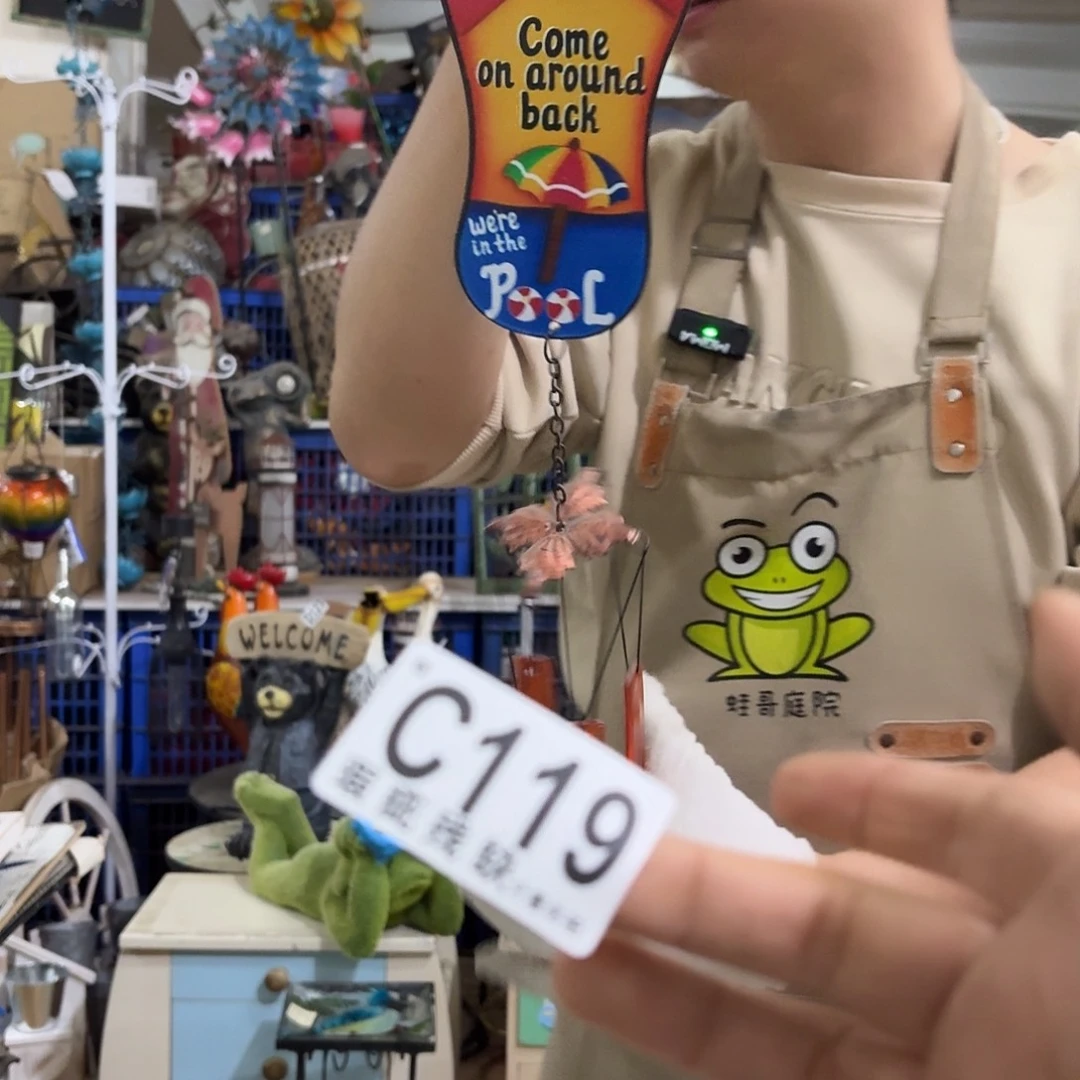 Come
on around
back
we're
in the
POOL
WELCOME
C119
蛙哥庭院